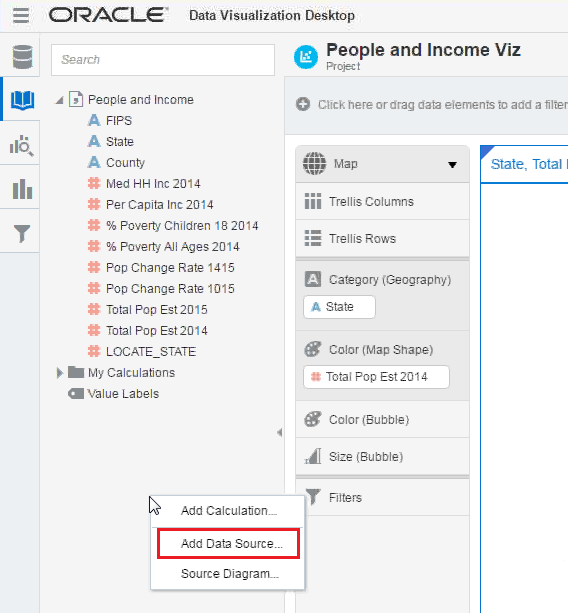 ORACLE Data Visualization Desktop
Search
People and Income
A FIPS
A State
A County
# Med HH Inc 2014
# Per Capita Inc 2014
# % Poverty Children 18 2014
# % Poverty All Ages 2014
# Pop Change Rate 1415
# Pop Change Rate 1015
# Total Pop Est 2015
# Total Pop Est 2014
# LOCATE_STATE
My Calculations
Value Labels
Add Calculation...
Add Data Source...
Source Diagram...
People and Income Viz
Project
Click here or drag data elements to add a filter
Map
Trellis Columns
Trellis Rows
A Category (Geography)
A State
Color (Map Shape)
# Total Pop Est 2014
Color (Bubble)
Size (Bubble)
Filters
State, Total